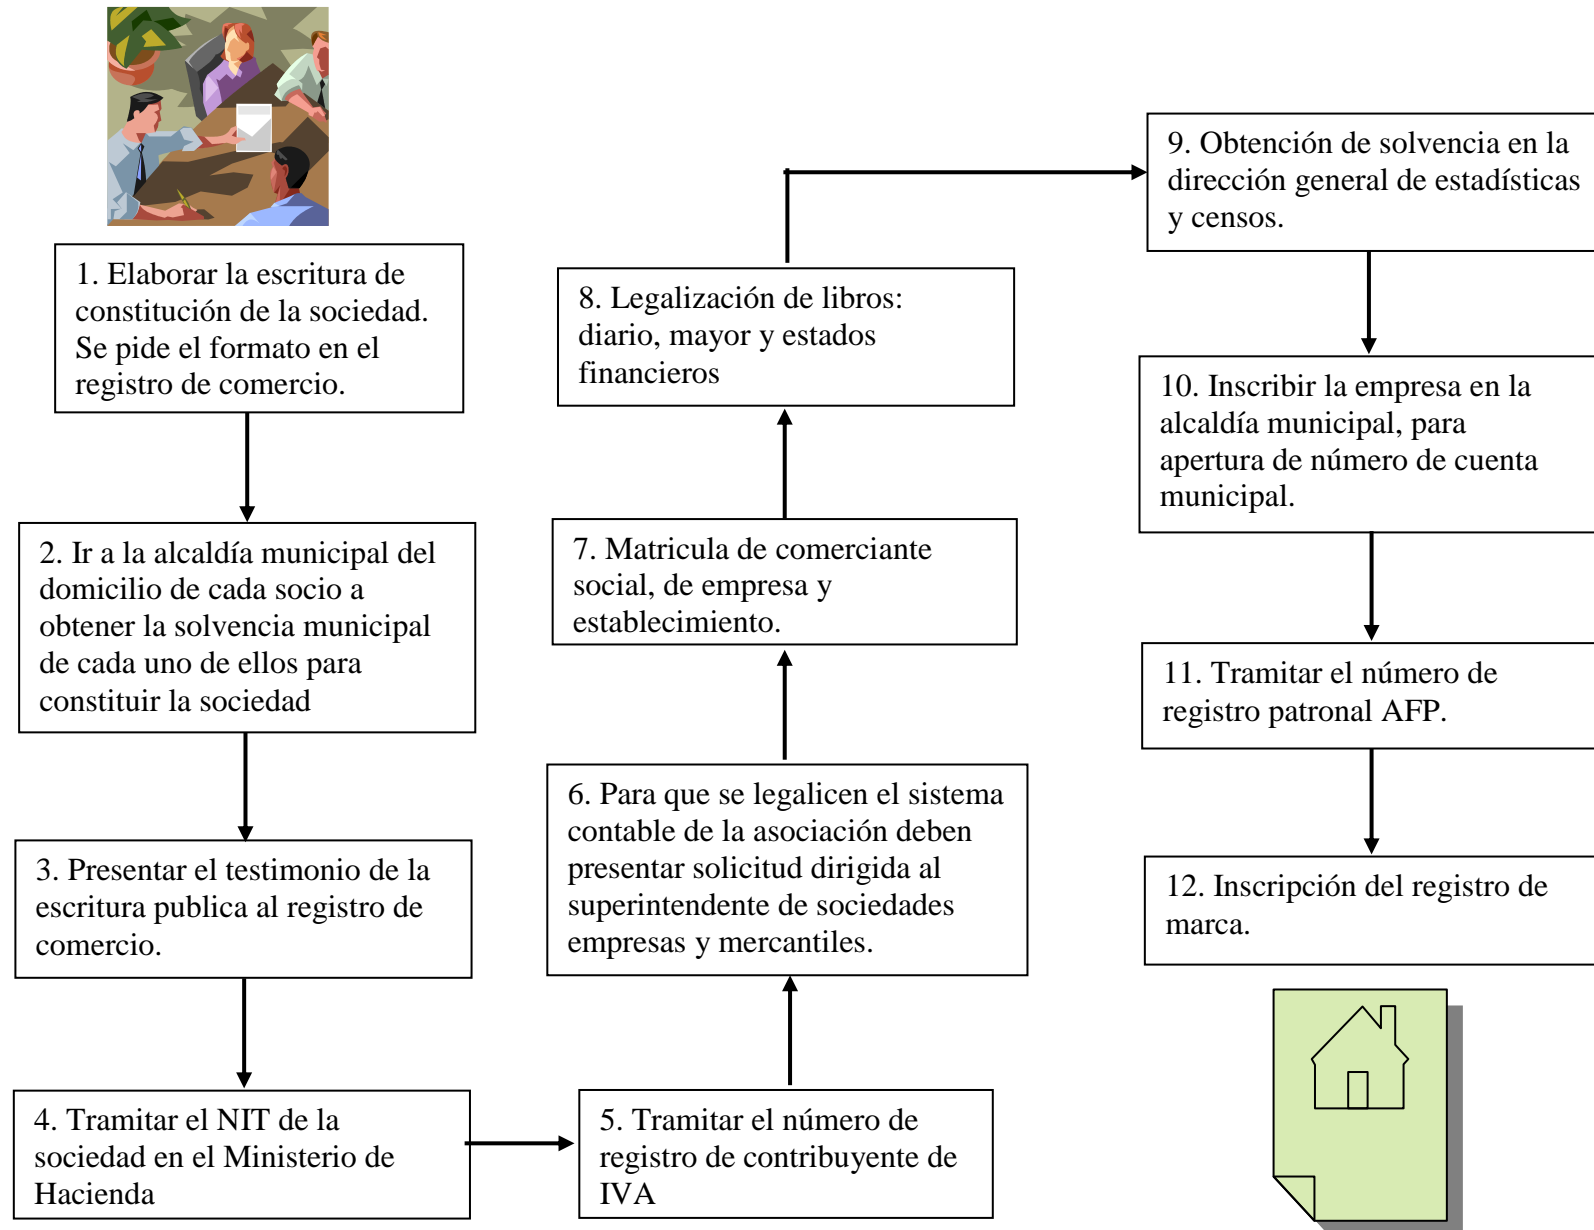 1. Elaborar la escritura de
constitución de la sociedad.
Se pide el formato en el
registro de comercio.
2. Ir a la alcaldía municipal del
domicilio de cada socio a
obtener la solvencia municipal
de cada uno de ellos para
constituir la sociedad
3. Presentar el testimonio de la
escritura publica al registro de
comercio.
4. Tramitar el NIT de la
sociedad en el Ministerio de
Hacienda
5. Tramitar el número de
registro de contribuyente de
IVA
6. Para que se legalicen el sistema
contable de la asociación deben
presentar solicitud dirigida al
superintendente de sociedades
empresas y mercantiles.
7. Matricula de comerciante
social, de empresa y
establecimiento.
8. Legalización de libros:
diario, mayor y estados
financieros
9. Obtención de solvencia en la
dirección general de estadísticas
y censos.
10. Inscribir la empresa en la
alcaldía municipal, para
apertura de número de cuenta
municipal.
11. Tramitar el número de
registro patronal AFP.
12. Inscripción del registro de
marca.